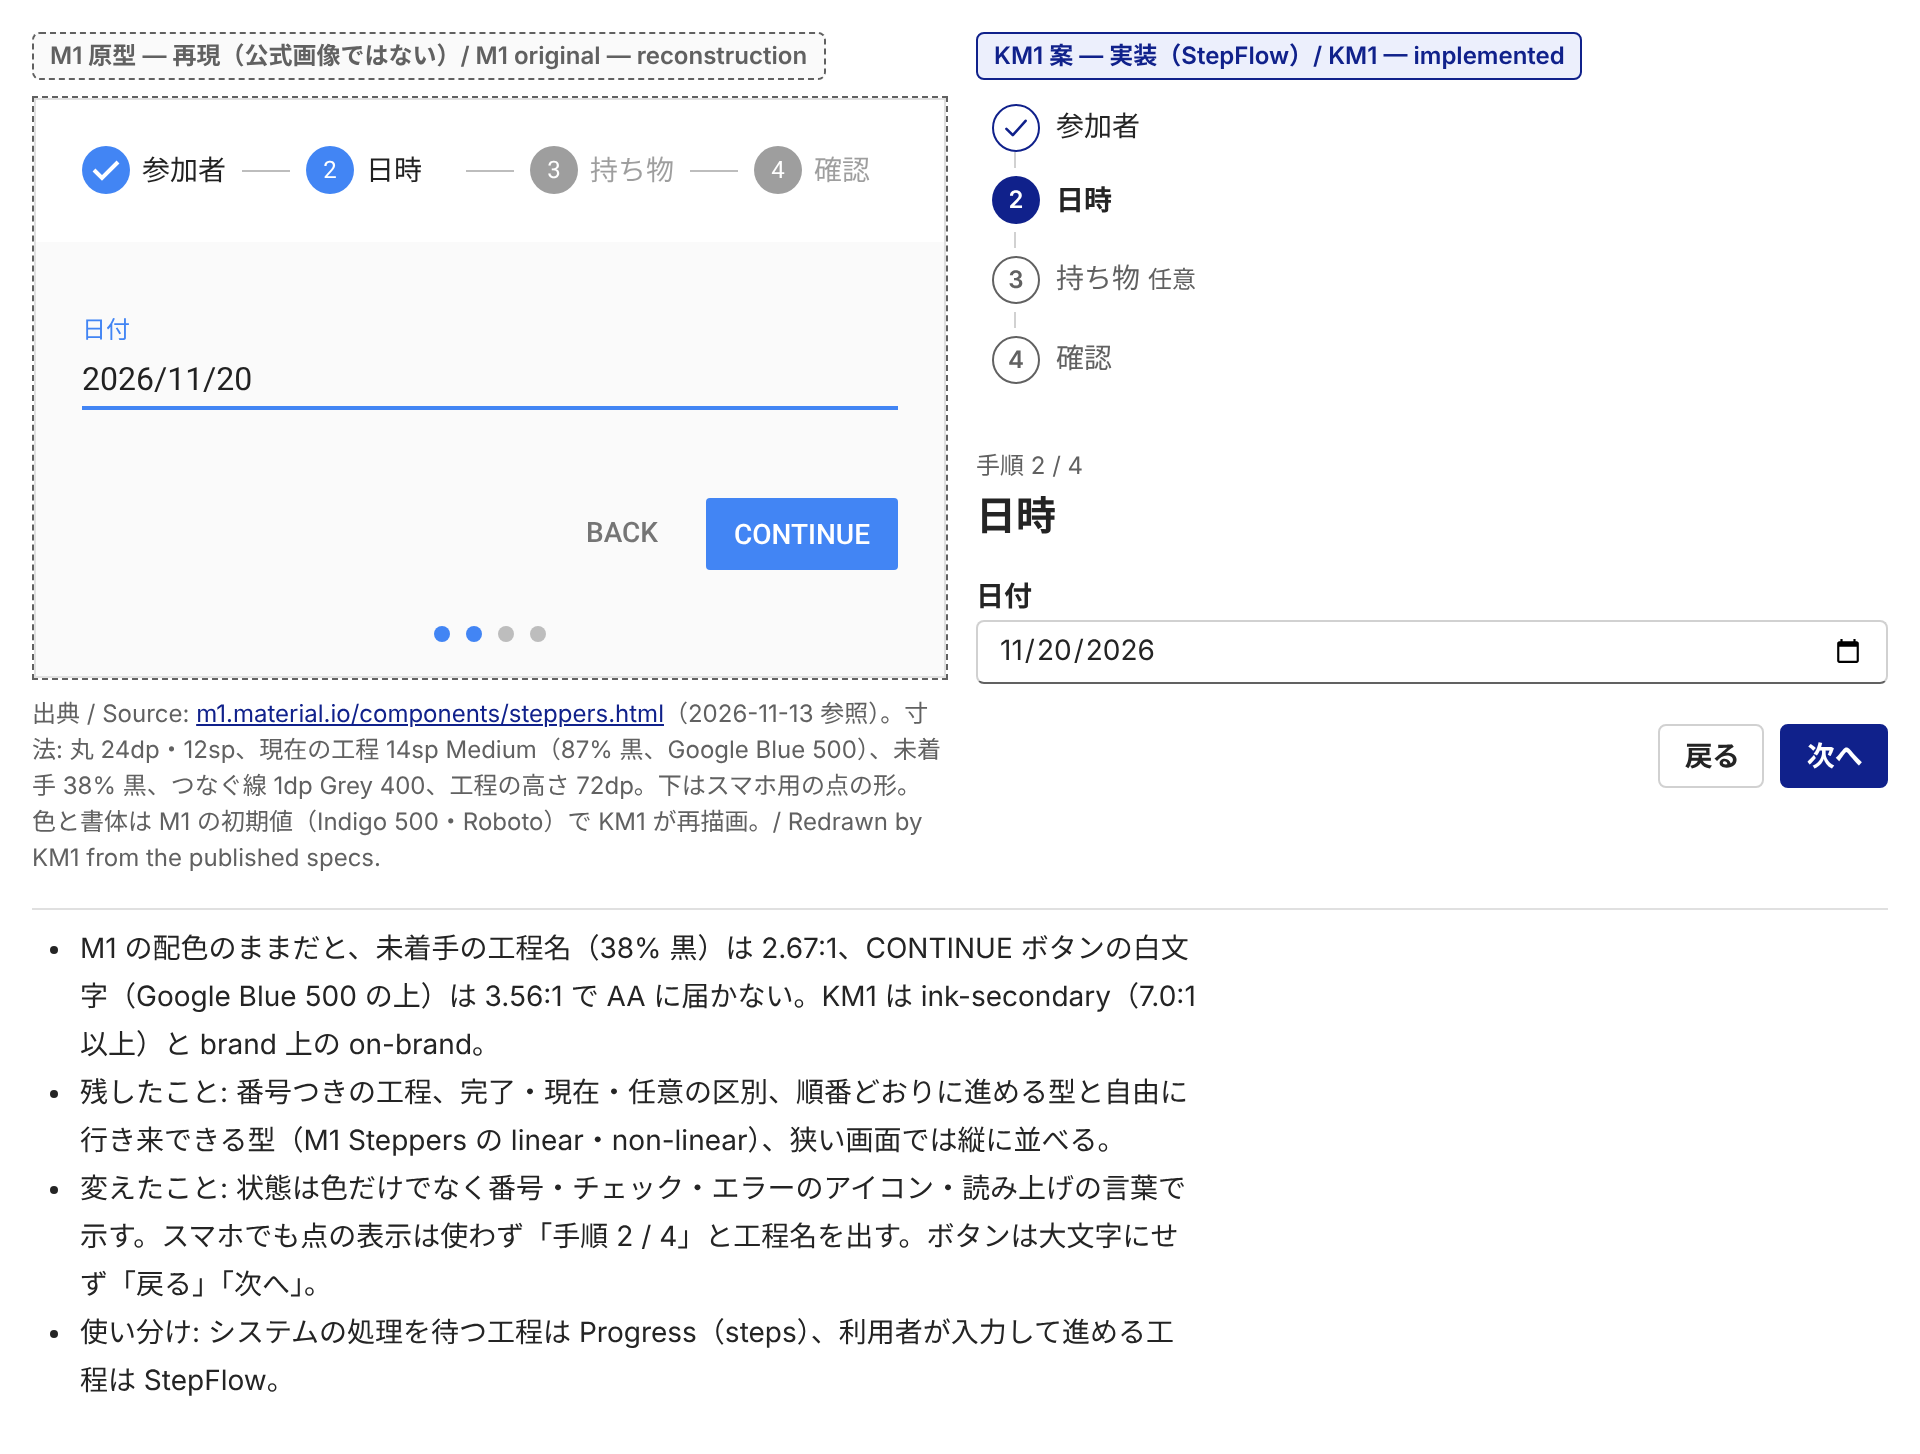 M1 原型 — 再現（公式画像ではない）/ M1 original — reconstruction
参加者
2 日時
3 持ち物
4 確認
日付
2026/11/20
BACK
CONTINUE
出典 / Source: m1.material.io/components/steppers.html（2026-11-13 参照）。寸
法: 丸 24dp・12sp、現在の工程 14sp Medium（87% 黒、Google Blue 500）、未着
手 38% 黒、つなぐ線 1dp Grey 400、工程の高さ 72dp。下はスマホ用の点の形。
色と書体は M1 の初期値（Indigo 500・Roboto）で KM1 が再描画。/ Redrawn by
KM1 from the published specs.
KM1 案 — 実装（StepFlow）/ KM1 — implemented
参加者
2 日時
3 持ち物 任意
4 確認
手順 2 / 4
日時
日付
11/20/2026
戻る
次へ
M1 の配色のままだと、未着手の工程名（38% 黒）は 2.67:1、CONTINUE ボタンの白文
字（Google Blue 500 の上）は 3.56:1 で AA に届かない。KM1 は ink-secondary（7.0:1
以上）と brand 上の on-brand。
残したこと: 番号つきの工程、完了・現在・任意の区別、順番どおりに進める型と自由に
行き来できる型（M1 Steppers の linear・non-linear）、狭い画面では縦に並べる。
変えたこと: 状態は色だけでなく番号・チェック・エラーのアイコン・読み上げの言葉で
示す。スマホでも点の表示は使わず「手順 2 / 4」と工程名を出す。ボタンは大文字にせ
ず「戻る」「次へ」。
使い分け: システムの処理を待つ工程は Progress（steps）、利用者が入力して進める工
程は StepFlow。